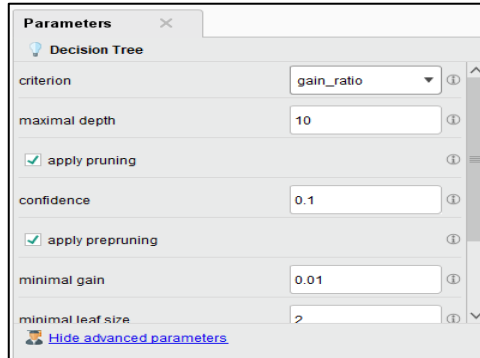 Parameters
Decision Tree
criterion gain_ratio
maximal depth 10
apply pruning
confidence 0.1
apply prepruning
minimal gain 0.01
minimal leaf size 2
Hide advanced parameters